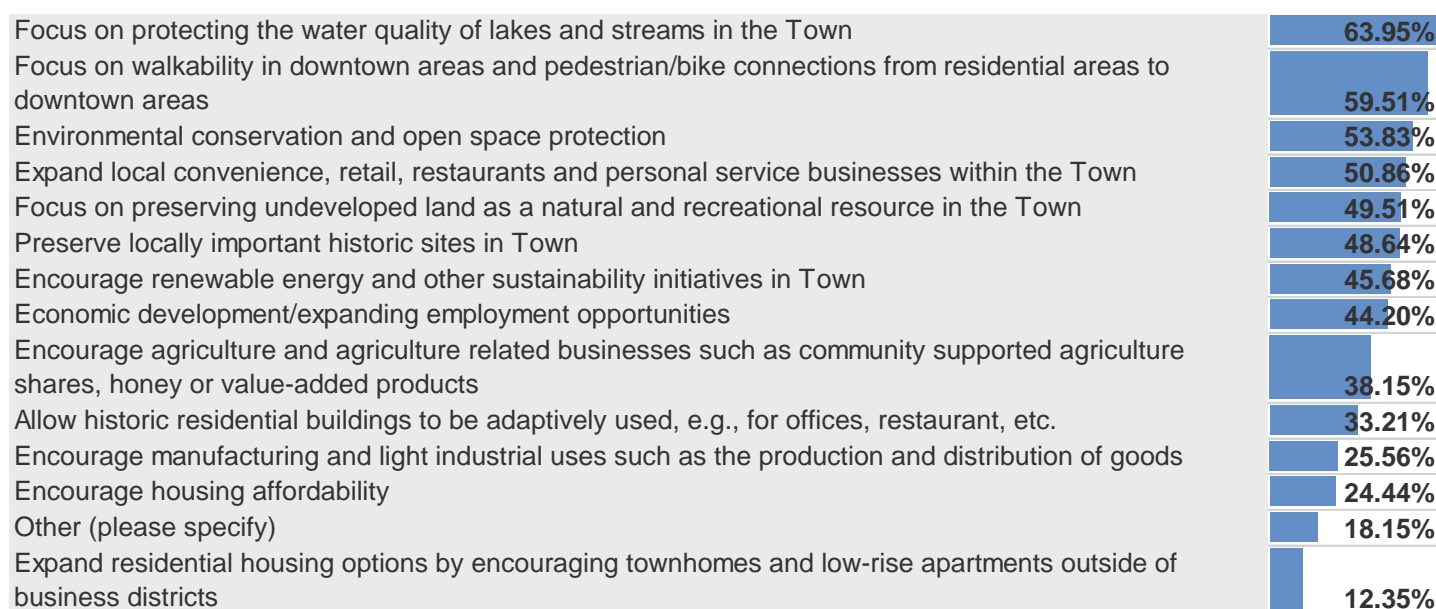 Focus on protecting the water quality of lakes and streams in the Town 63.95%
Focus on walkability in downtown areas and pedestrian/bike connections from residential areas to
downtown areas 59.51%
Environmental conservation and open space protection 53.83%
Expand local convenience, retail, restaurants and personal service businesses within the Town 50.86%
Focus on preserving undeveloped land as a natural and recreational resource in the Town 49.51%
Preserve locally important historic sites in Town 48.64%
Encourage renewable energy and other sustainability initiatives in Town 45.68%
Economic development/expanding employment opportunities 44.20%
Encourage agriculture and agriculture related businesses such as community supported agriculture
shares, honey or value-added products 38.15%
Allow historic residential buildings to be adaptively used, e.g., for offices, restaurant, etc. 33.21%
Encourage manufacturing and light industrial uses such as the production and distribution of goods 25.56%
Encourage housing affordability 24.44%
Other (please specify) 18.15%
Expand residential housing options by encouraging townhomes and low-rise apartments outside of
business districts 12.35%